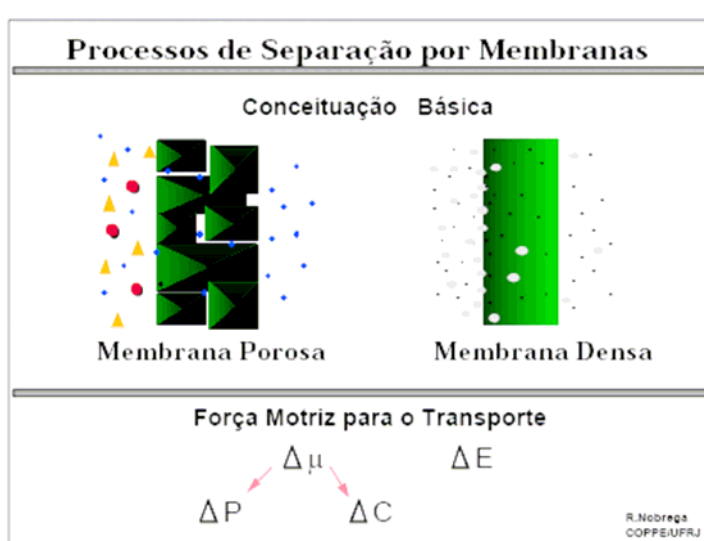 Processos de Separação por Membranas
Conceituação Básica
Membrana Porosa Membrana Densa
Força Motriz para o Transporte
Δμ ΔE
ΔP ΔC
R.Nobrega
COPPE/UFRJ